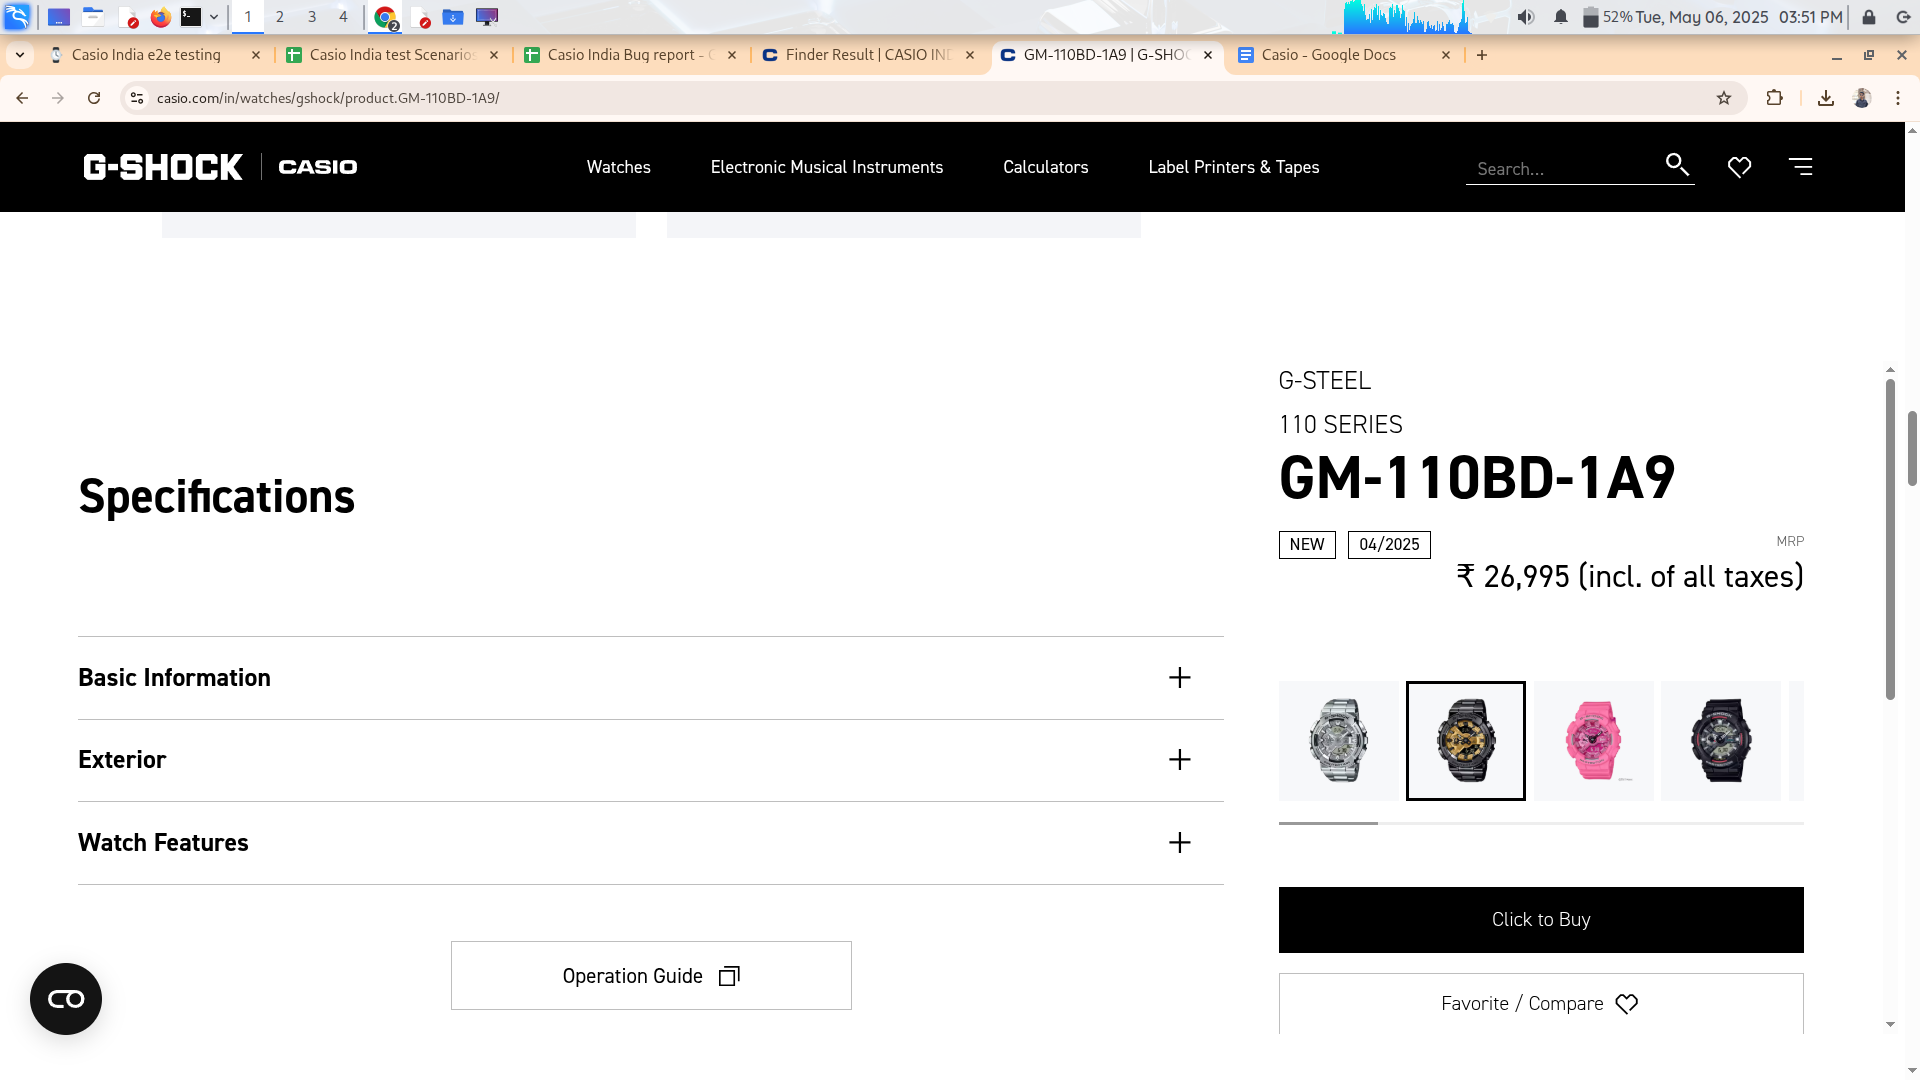 1 2 3 4 2 52% Tue, May 06, 2025 03:51 PM
Casio India e2e testing Casio India test Scenarios Casio India Bug report - G Finder Result | CASIO IND GM-110BD-1A9 | G-SHOC Casio - Google Docs
casio.com/in/watches/gshock/product.GM-110BD-1A9/
G-SHOCK CASIO Watches Electronic Musical Instruments Calculators Label Printers & Tapes Search...
G-STEEL
110 SERIES
GM-110BD-1A9
NEW 04/2025
MRP
₹ 26,995 (incl. of all taxes)
Specifications
Basic Information
Exterior
Watch Features
Operation Guide
Click to Buy
Favorite / Compare